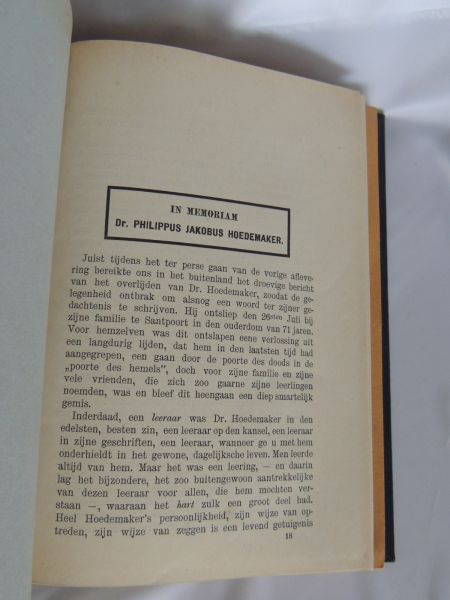 IN MEMORIAM
Dr. PHILIPPUS JAKOBUS HOEDEMAKER.
Juist tijdens het ter perse gaan van de vorige afleve-
ring bereikte ons in het buitenland het droevige bericht
van het overlijden van Dr. Hoedemaker, zoodat de ge-
legenheid ontbrak om alsnog een woord ter zijner ge-
dachtenis te schrijven. Hij ontsliep den 26sten Juli bij
zijne familie te Santpoort in den ouderdom van 71 jaren.
Voor hemzelven was dit ontslapen eene verlossing uit
een langdurig lijden, dat hem in den laatsten tijd had
aangegrepen, een gaan door de poorte des doods in de
„poorte des hemels”, doch voor zijne familie en zijne
vele vrienden, die zich zoo gaarne zijne leerlingen
noemden, was en bleef dit heengaan een diep smartelijk
gemis.
Inderdaad, een leeraar was Dr. Hoedemaker in den
edelsten, besten zin, een leeraar op den kansel, een leeraar
in zijne geschriften, een leeraar, wanneer ge u met hem
onderhieldt in het gewone, dagelijksche leven. Men leerde
altijd van hem. Maar het was een leering, — en daarin
lag het bijzondere, het zoo buitengewoon aantrekkelijke
van dezen leeraar voor allen, die hem mochten ver-
staan —, waaraan het hart zulk een groot deel had.
Heel Hoedemaker's persoonlijkheid, zijn wijze van op-
treden, zijn wijze van zeggen is een levend getuigenis
18